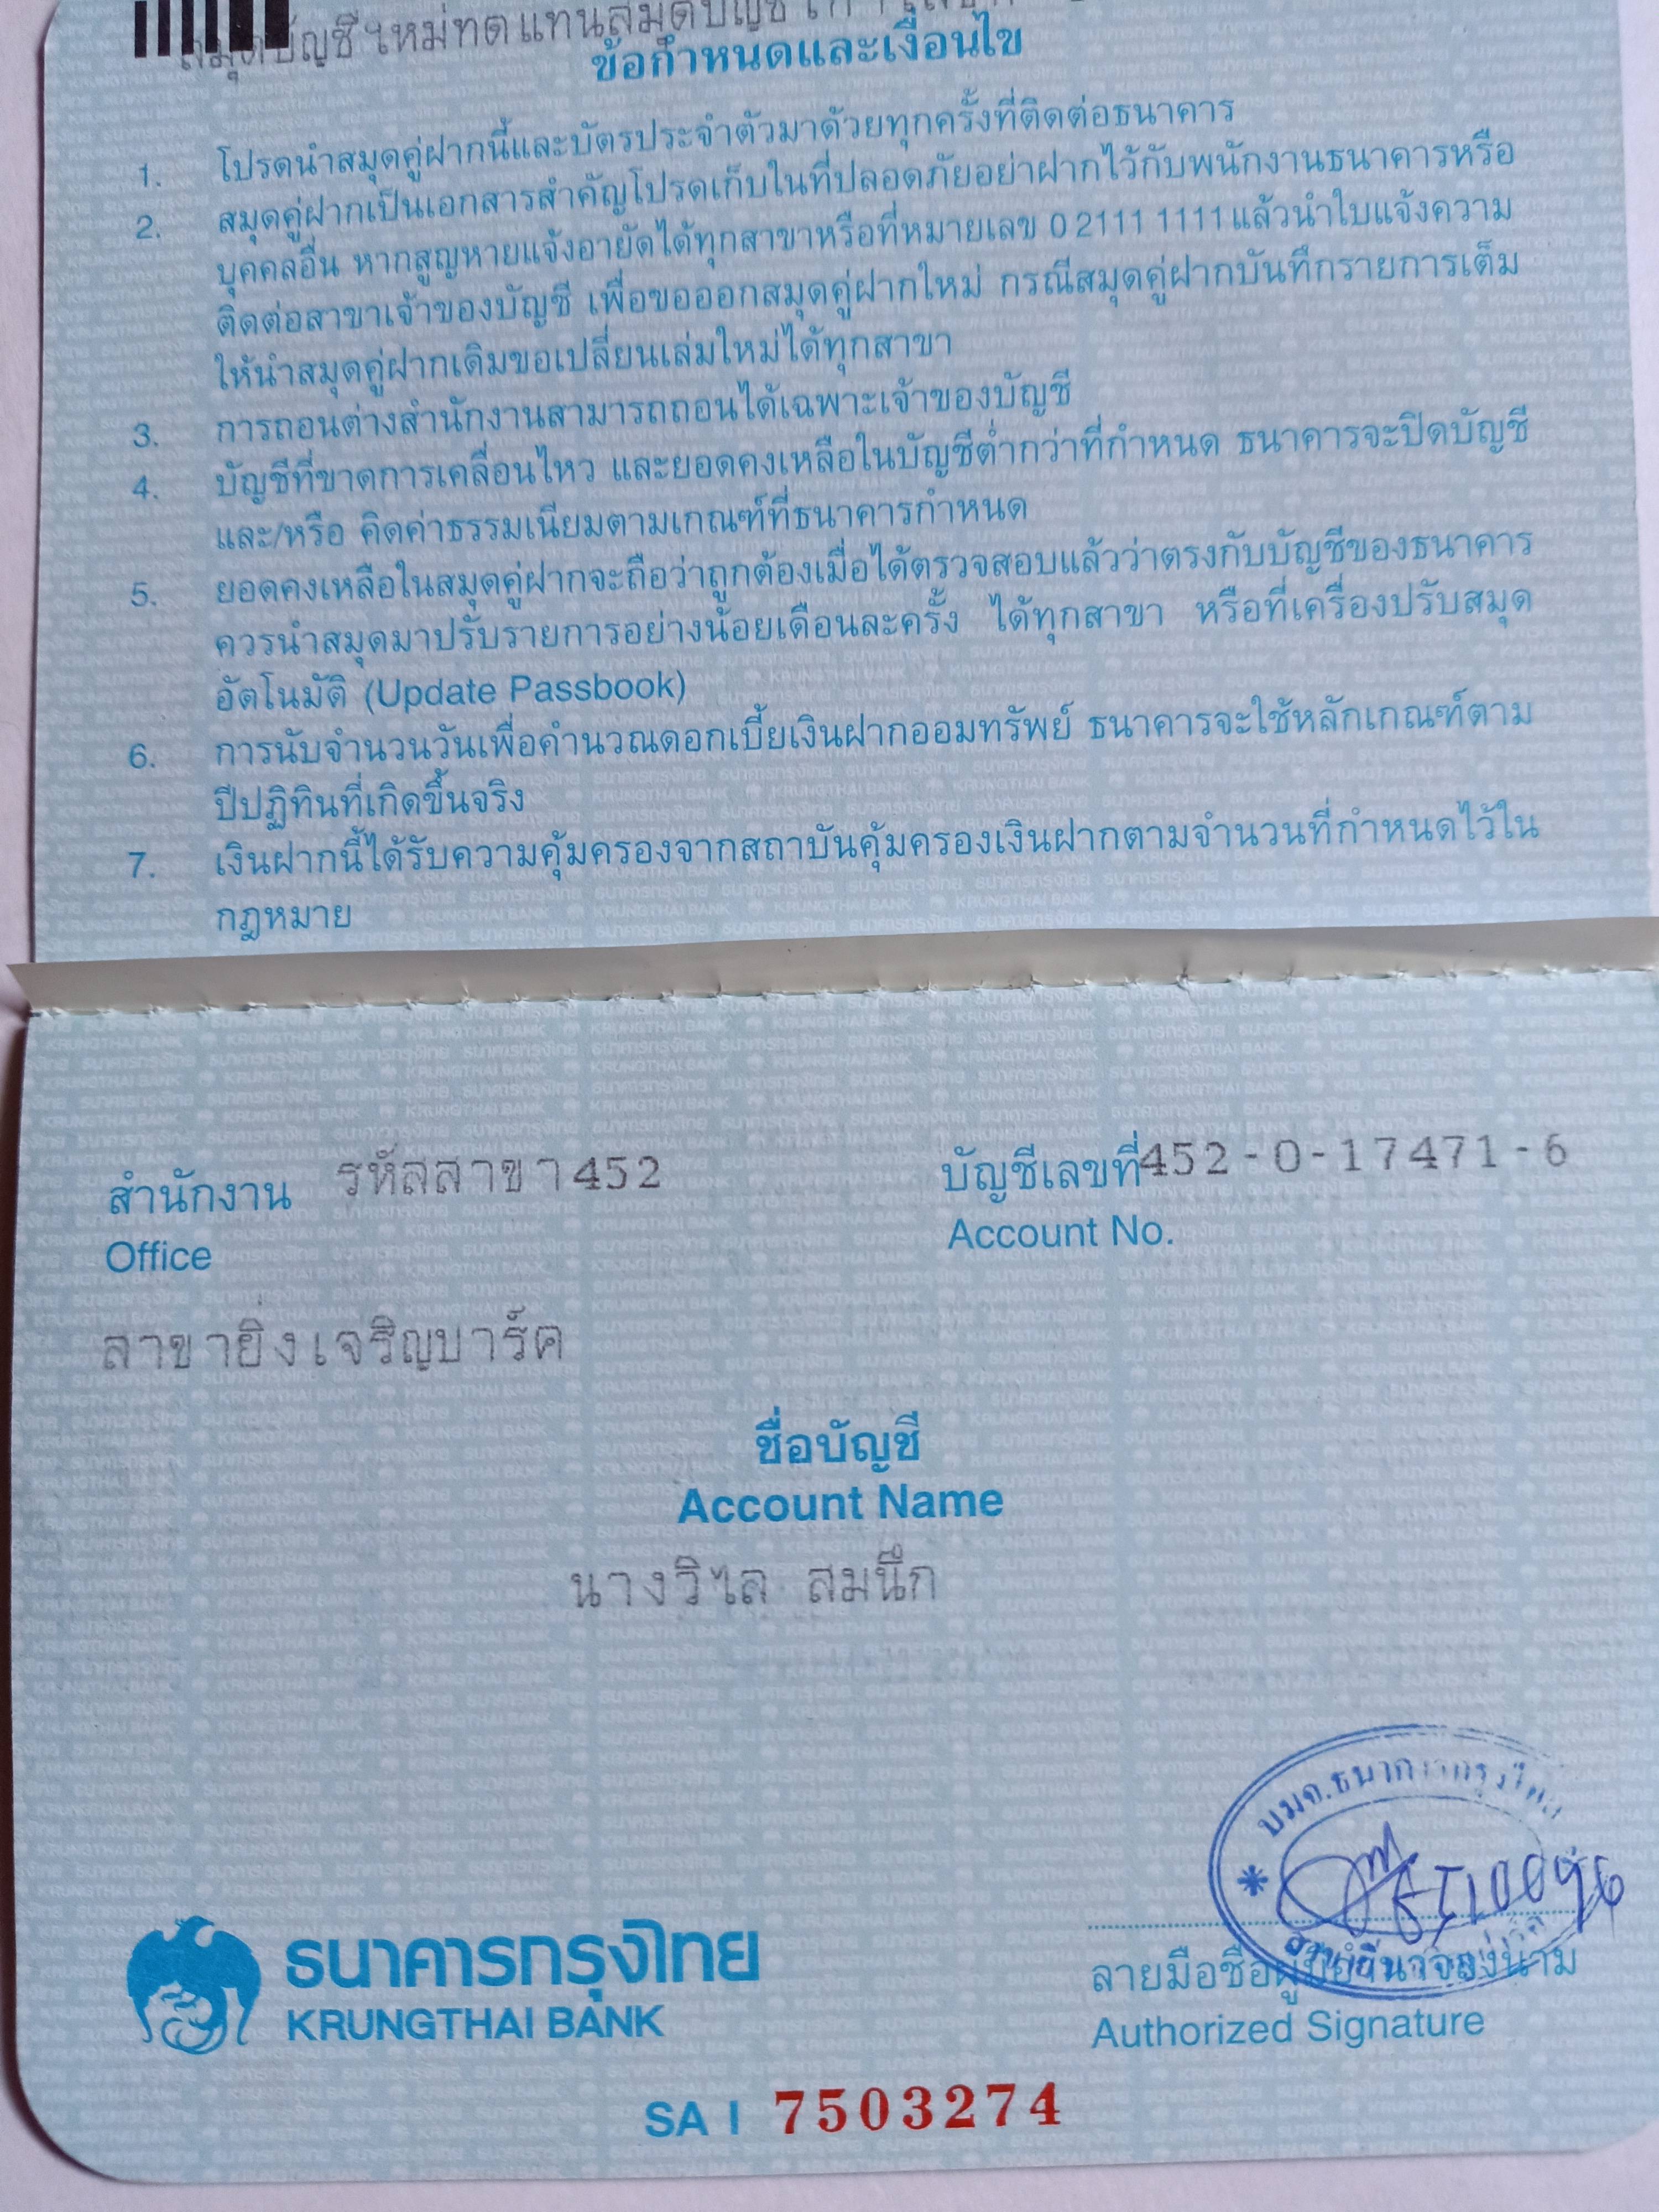 สมุดบัญชีใหม่ทดแทนสมุดบัญชี
ข้อกำหนดและเงื่อนไข
1. โปรดนำสมุดคู่ฝากนี้และบัตรประจำตัวมาด้วยทุกครั้งที่ติดต่อธนาคาร
2. สมุดคู่ฝากเป็นเอกสารสำคัญโปรดเก็บในที่ปลอดภัยอย่าฝากไว้กับพนักงานธนาคารหรือ
บุคคลอื่น หากสูญหายแจ้งอายัดได้ทุกสาขาหรือที่หมายเลข 0 2111 1111 แล้วนำใบแจ้งความ
ติดต่อสาขาเจ้าของบัญชี เพื่อขอออกสมุดคู่ฝากใหม่ กรณีสมุดคู่ฝากบันทึกรายการเต็ม
ให้นำสมุดคู่ฝากเดิมขอเปลี่ยนเล่มใหม่ได้ทุกสาขา
3. การถอนต่างสำนักงานสามารถถอนได้เฉพาะเจ้าของบัญชี
4. บัญชีที่ขาดการเคลื่อนไหว และยอดคงเหลือในบัญชีต่ำกว่าที่กำหนด ธนาคารจะปิดบัญชี
และ/หรือ คิดค่าธรรมเนียมตามเกณฑ์ที่ธนาคารกำหนด
5. ยอดคงเหลือในสมุดคู่ฝากจะถือว่าถูกต้องเมื่อได้ตรวจสอบแล้วว่าตรงกับบัญชีของธนาคาร
ควรนำสมุดมาปรับรายการอย่างน้อยเดือนละครั้ง ได้ทุกสาขา หรือที่เครื่องปรับสมุด
อัตโนมัติ (Update Passbook)
6. การนับจำนวนวันเพื่อคำนวณดอกเบี้ยเงินฝากออมทรัพย์ ธนาคารจะใช้หลักเกณฑ์ตาม
ปีปฏิทินที่เกิดขึ้นจริง
7. เงินฝากนี้ได้รับความคุ้มครองจากสถาบันคุ้มครองเงินฝากตามจำนวนที่กำหนดไว้ใน
กฎหมาย
สำนักงาน รหัสสาขา 452 บัญชีเลขที่ 452-0-17471-6
Office Account No.
สาขายิ่งเจริญปาร์ค
ชื่อบัญชี
Account Name
นางวิไล สมนึก
บมจ.ธนาคารกรุงไทย
ธนาคารกรุงไทย
KRUNGTHAI BANK
ลายมือชื่อผู้มีอำนาจลงนาม
Authorized Signature
SA I 7503274